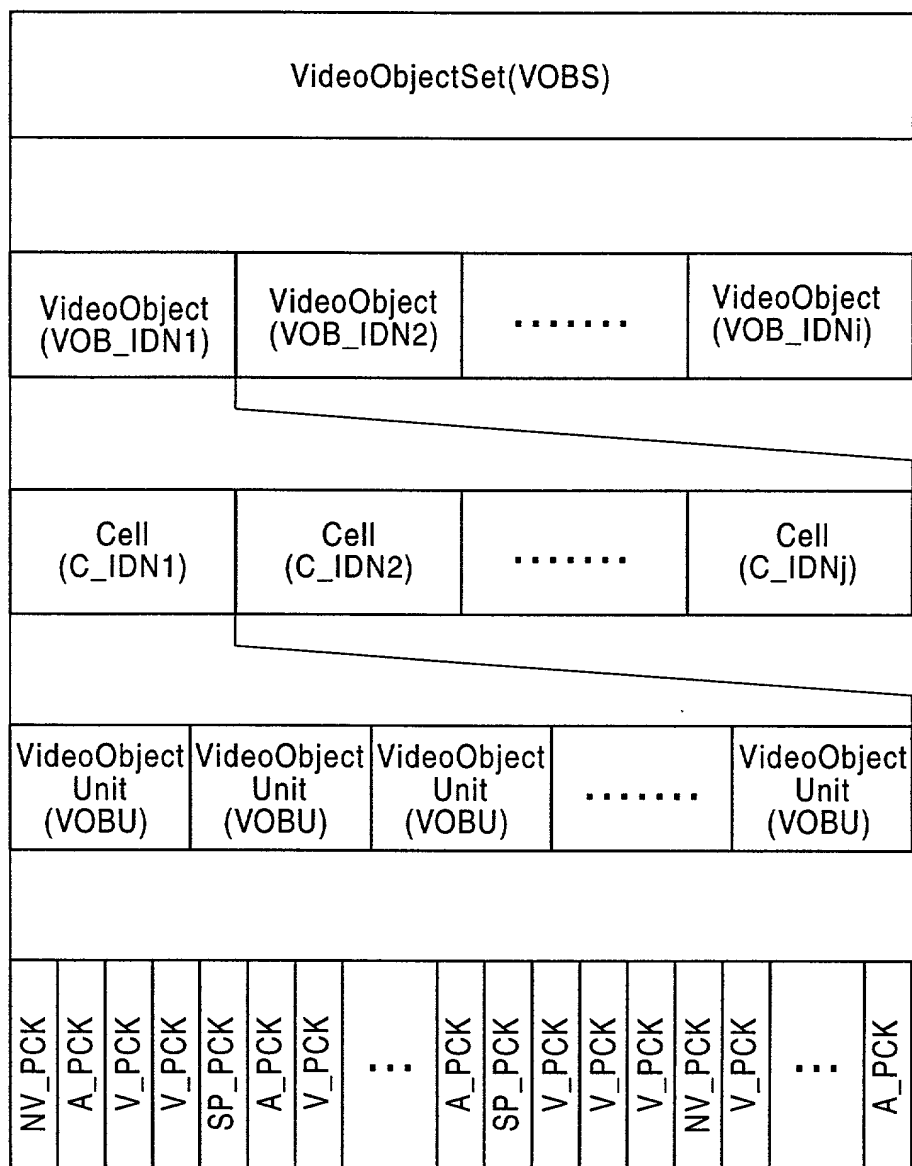 VideoObjectSet(VOBS)
VideoObject
(VOB_IDN1)
VideoObject
(VOB_IDN2)
.......
VideoObject
(VOB_IDNi)
Cell
(C_IDN1)
Cell
(C_IDN2)
.......
Cell
(C_IDNj)
VideoObject
Unit
(VOBU)
VideoObject
Unit
(VOBU)
VideoObject
Unit
(VOBU)
.......
VideoObject
Unit
(VOBU)
NV_PCK
A_PCK
V_PCK
V_PCK
SP_PCK
A_PCK
V_PCK
...
A_PCK
SP_PCK
V_PCK
V_PCK
V_PCK
NV_PCK
V_PCK
...
A_PCK